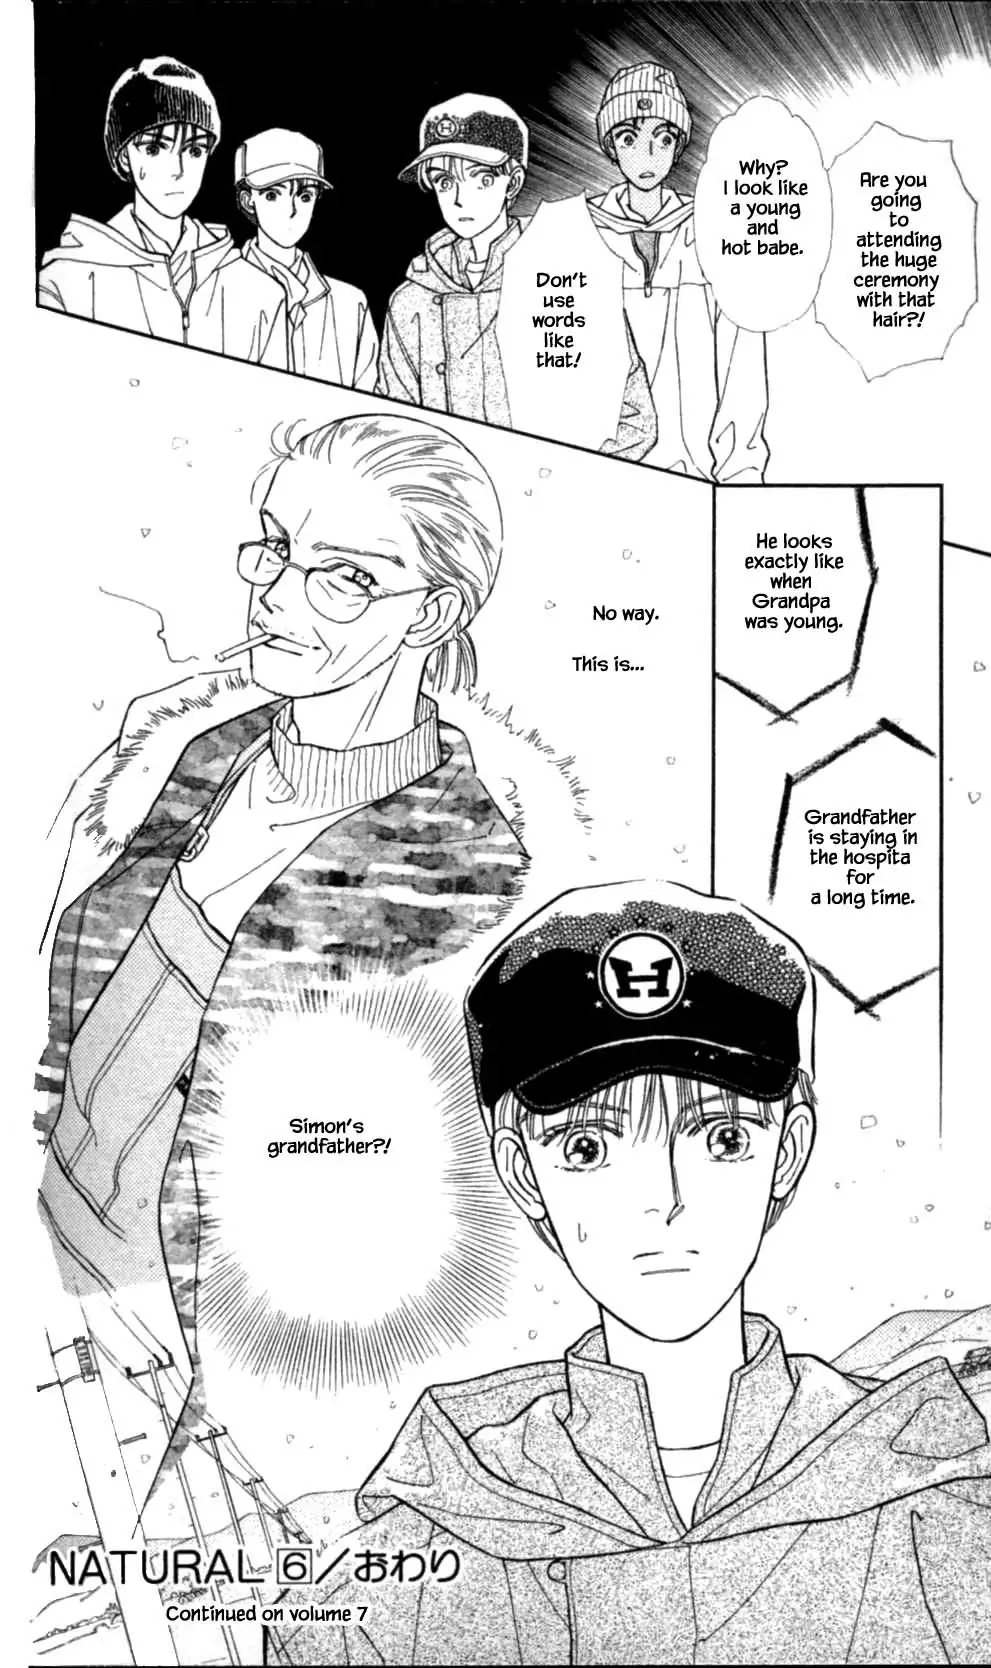 Are you
going
to
attending
the huge
ceremony
with that
hair?!
Why?
I look like
a young
and
hot babe.
Don't
use
words
like
that!
He looks
exactly like
when
Grandpa
was young.
Grandfather
is staying in
the hospita
for
a long time.
No way.
This is...
Simon's
grandfather?!
H
H
NATURAL 6/おわり
Continued on volume 7